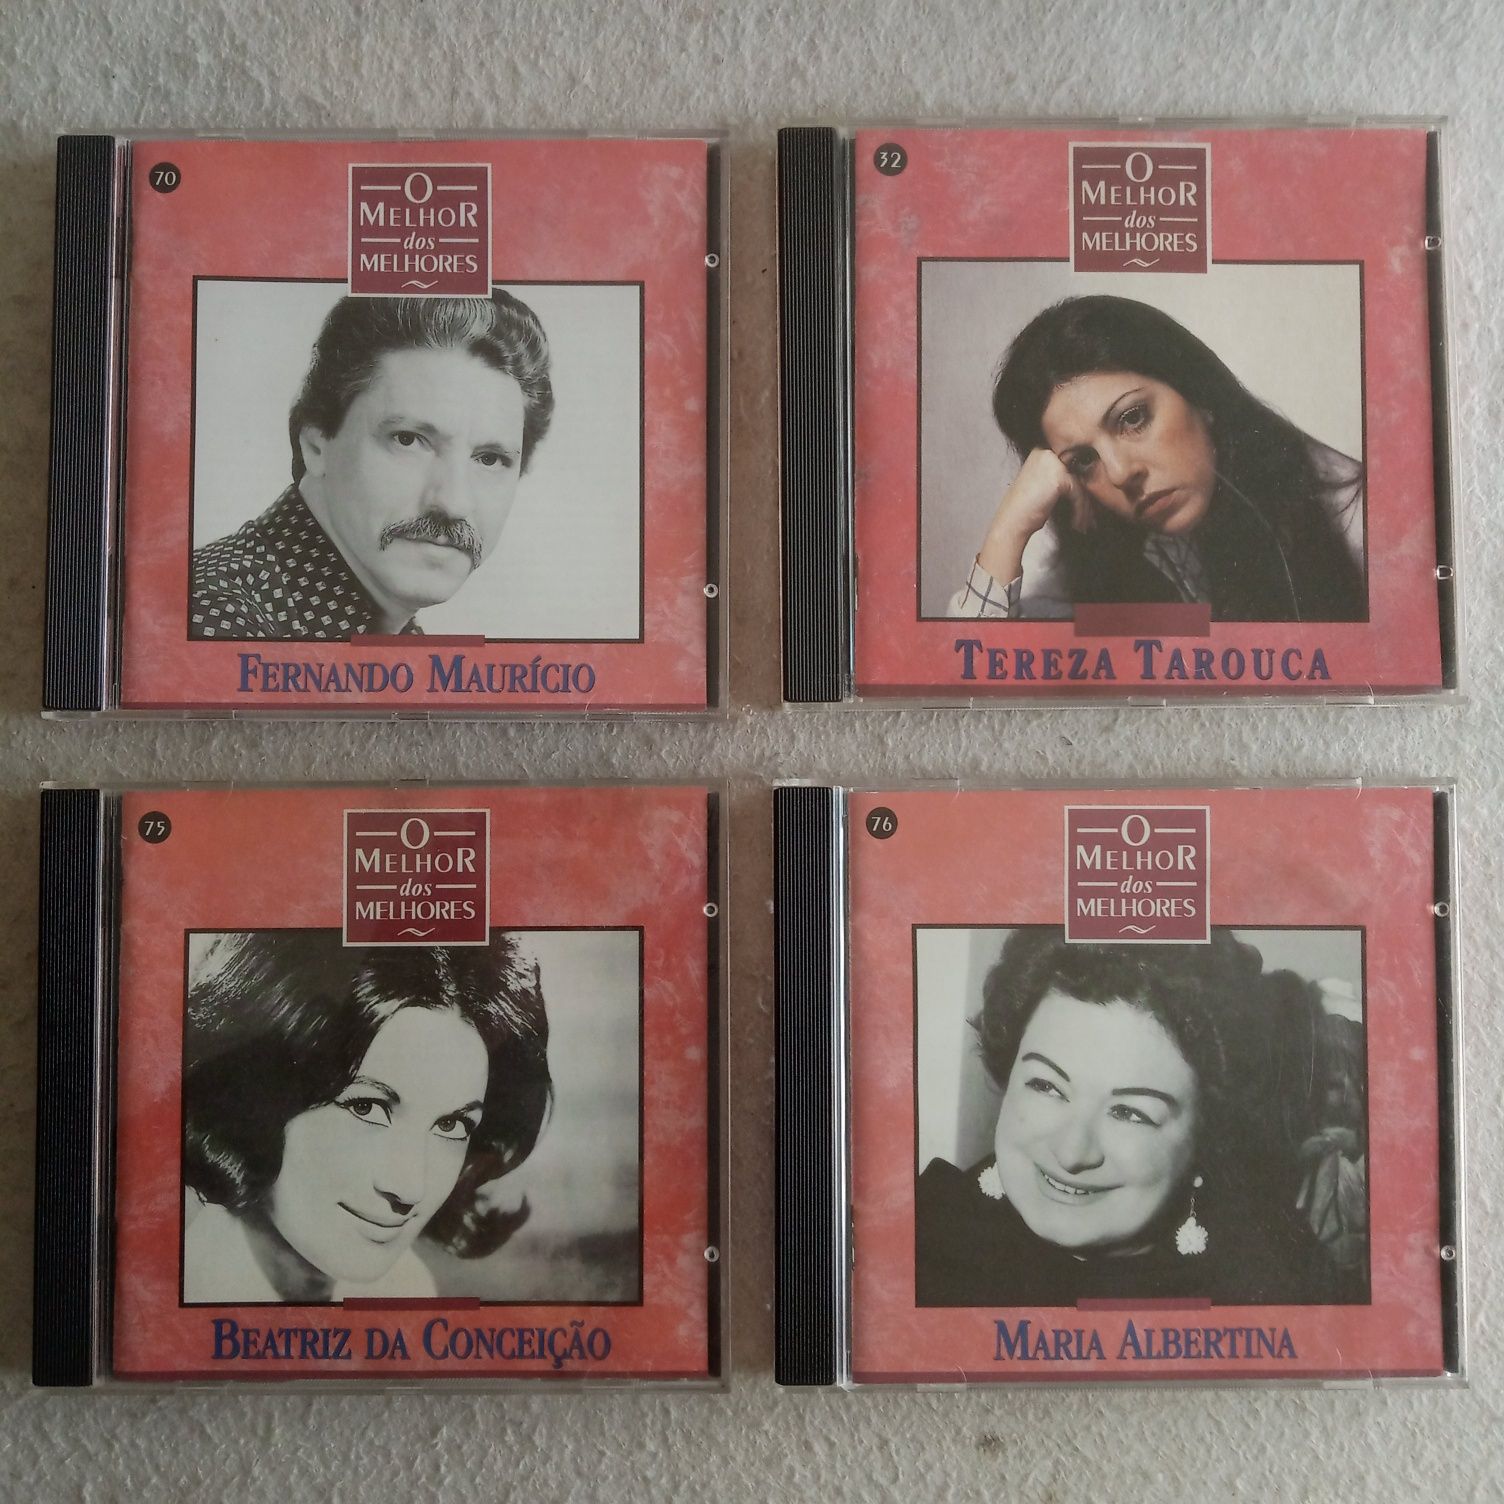 70
O
MELHOR
dos
MELHORES
FERNANDO MAURÍCIO
32
O
MELHOR
dos
MELHORES
TEREZA TAROUCA
75
O
MELHOR
dos
MELHORES
BEATRIZ DA CONCEIÇÃO
76
O
MELHOR
dos
MELHORES
MARIA ALBERTINA